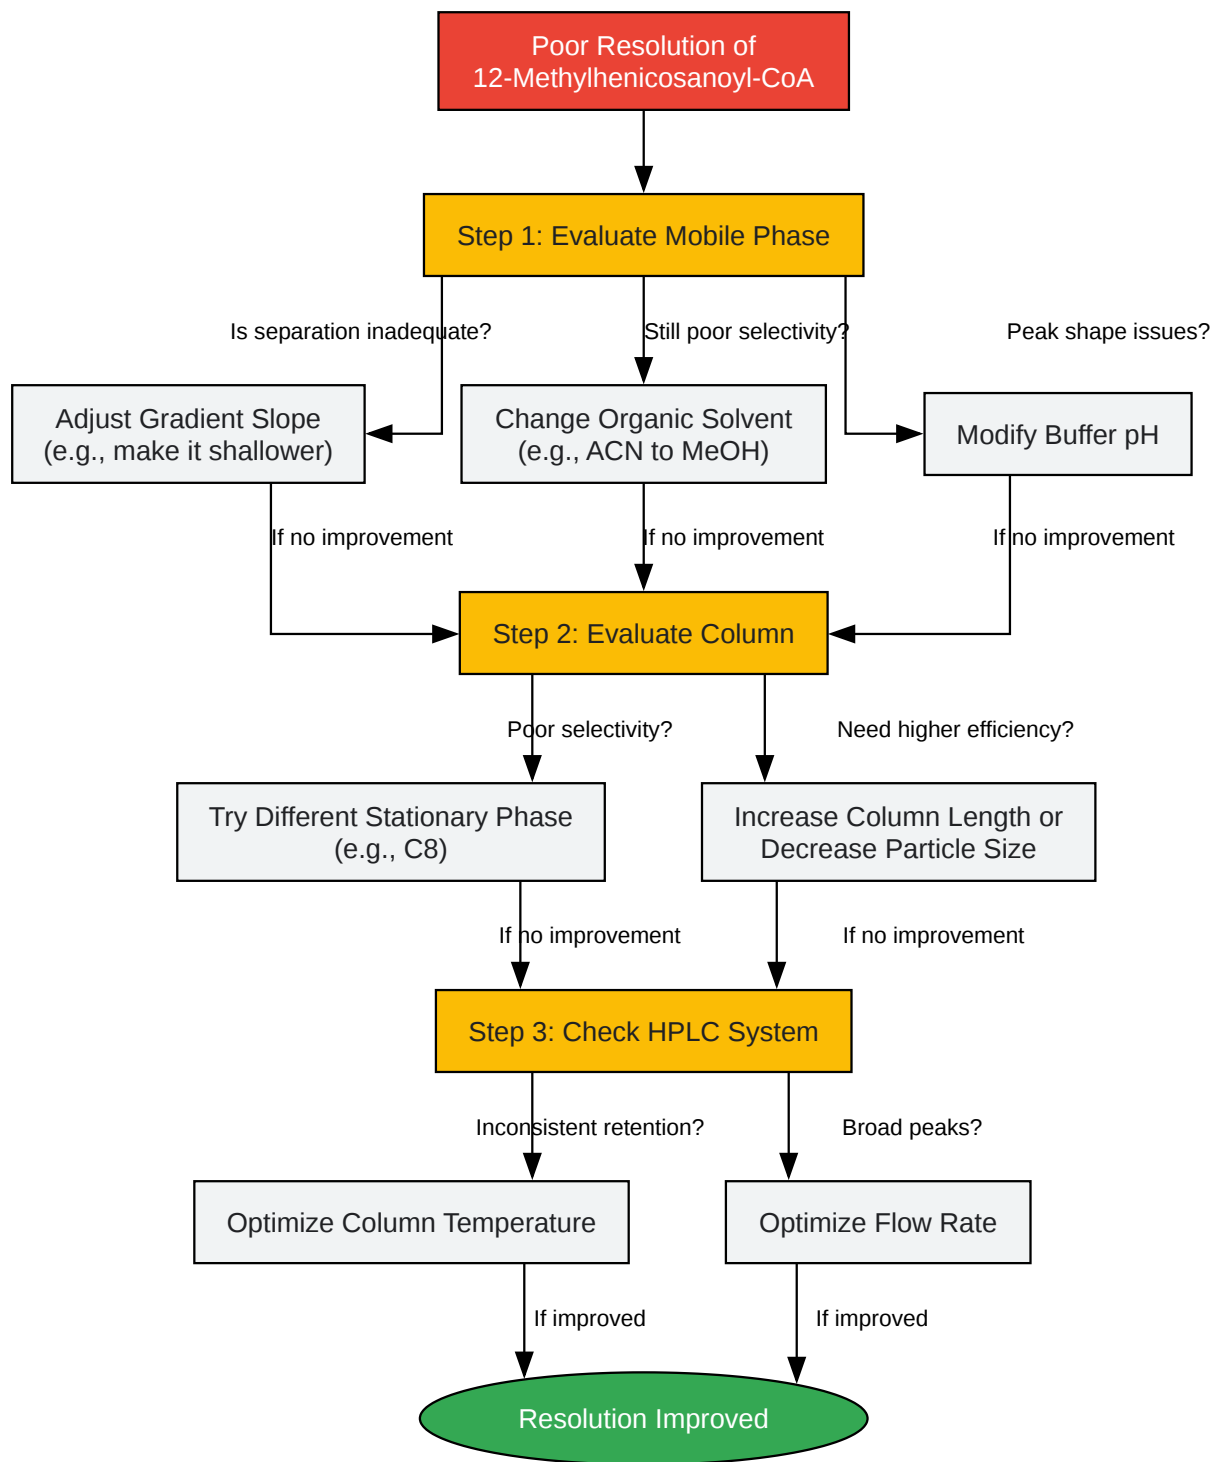 Poor Resolution of
12-Methylhenicosanoyl-CoA
Step 1: Evaluate Mobile Phase
Is separation inadequate?
Still poor selectivity?
Peak shape issues?
Adjust Gradient Slope
(e.g., make it shallower)
Change Organic Solvent
(e.g., ACN to MeOH)
Modify Buffer pH
If no improvement
If no improvement
If no improvement
Step 2: Evaluate Column
Poor selectivity?
Need higher efficiency?
Try Different Stationary Phase
(e.g., C8)
Increase Column Length or
Decrease Particle Size
If no improvement
If no improvement
Step 3: Check HPLC System
Inconsistent retention?
Broad peaks?
Optimize Column Temperature
Optimize Flow Rate
If improved
If improved
Resolution Improved